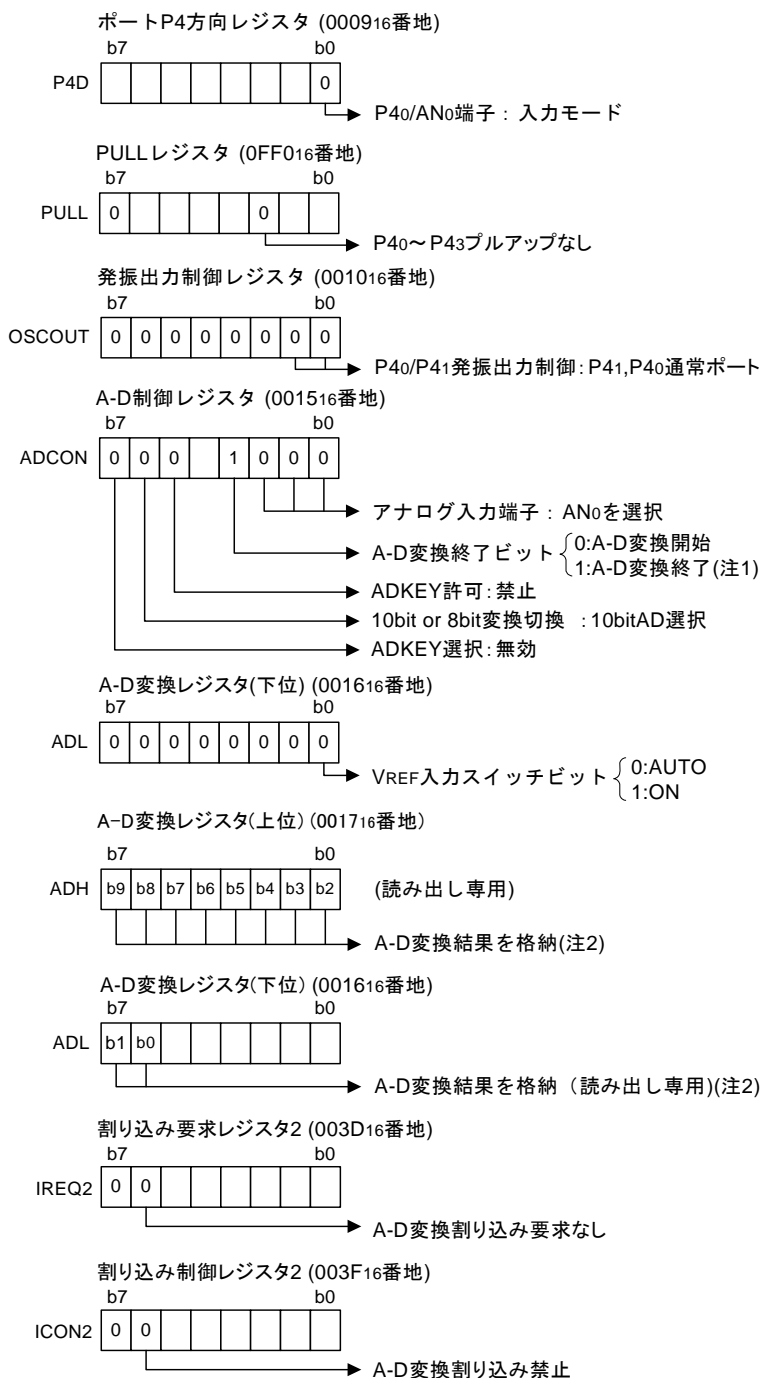 ポートP4方向レジスタ (000916番地)
b7 b0
P4D 0
P40/AN0端子 : 入力モード
PULLレジスタ (0FF016番地)
b7 b0
PULL 0 0
P40～P43プルアップなし
発振出力制御レジスタ (001016番地)
b7 b0
OSCOUT 0 0 0 0 0 0 0 0
P40/P41発振出力制御:P41,P40通常ポート
A-D制御レジスタ (001516番地)
b7 b0
ADCON 0 0 0 1 0 0 0
アナログ入力端子 : AN0を選択
A-D変換終了ビット 0:A-D変換開始
1:A-D変換終了(注1)
ADKEY許可:禁止
10bit or 8bit変換切換 :10bitAD選択
ADKEY選択:無効
A-D変換レジスタ(下位) (001616番地)
b7 b0
ADL 0 0 0 0 0 0 0 0
VREF入力スイッチビット 0:AUTO
1:ON
A-D変換レジスタ(上位) (001716番地)
b7 b0
ADH b9 b8 b7 b6 b5 b4 b3 b2 (読み出し専用)
A-D変換結果を格納(注2)
A-D変換レジスタ(下位) (001616番地)
b7 b0
ADL b1 b0
A-D変換結果を格納（読み出し専用)(注2)
割り込み要求レジスタ2 (003D16番地)
b7 b0
IREQ2 0 0
A-D変換割り込み要求なし
割り込み制御レジスタ2 (003F16番地)
b7 b0
ICON2 0 0
A-D変換割り込み禁止